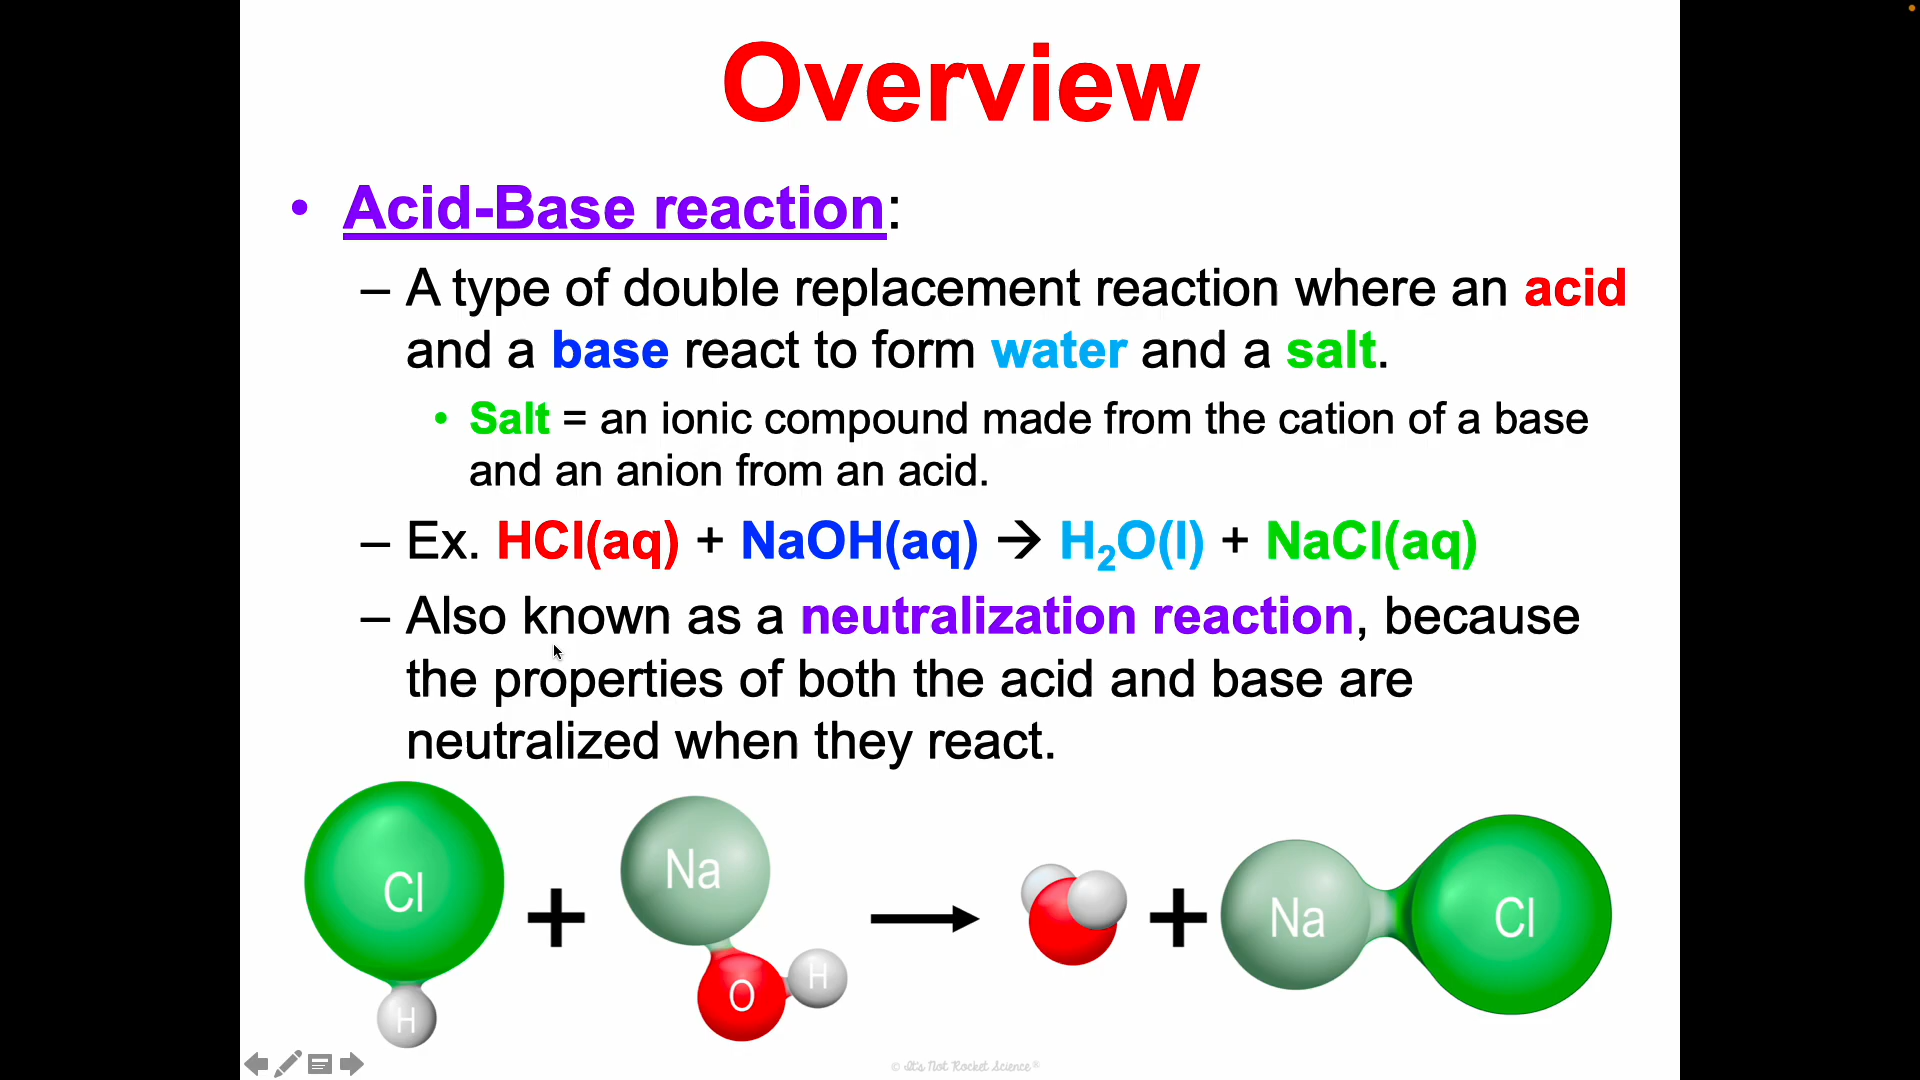 Overview
• Acid-Base reaction:
– A type of double replacement reaction where an acid
and a base react to form water and a salt.
• Salt = an ionic compound made from the cation of a base
and an anion from an acid.
– Ex. HCl(aq) + NaOH(aq) → H₂O(l) + NaCl(aq)
– Also known as a neutralization reaction, because
the properties of both the acid and base are
neutralized when they react.
Cl
H
+
Na
O
H
+
Na
Cl
© It's Not Rocket Science®